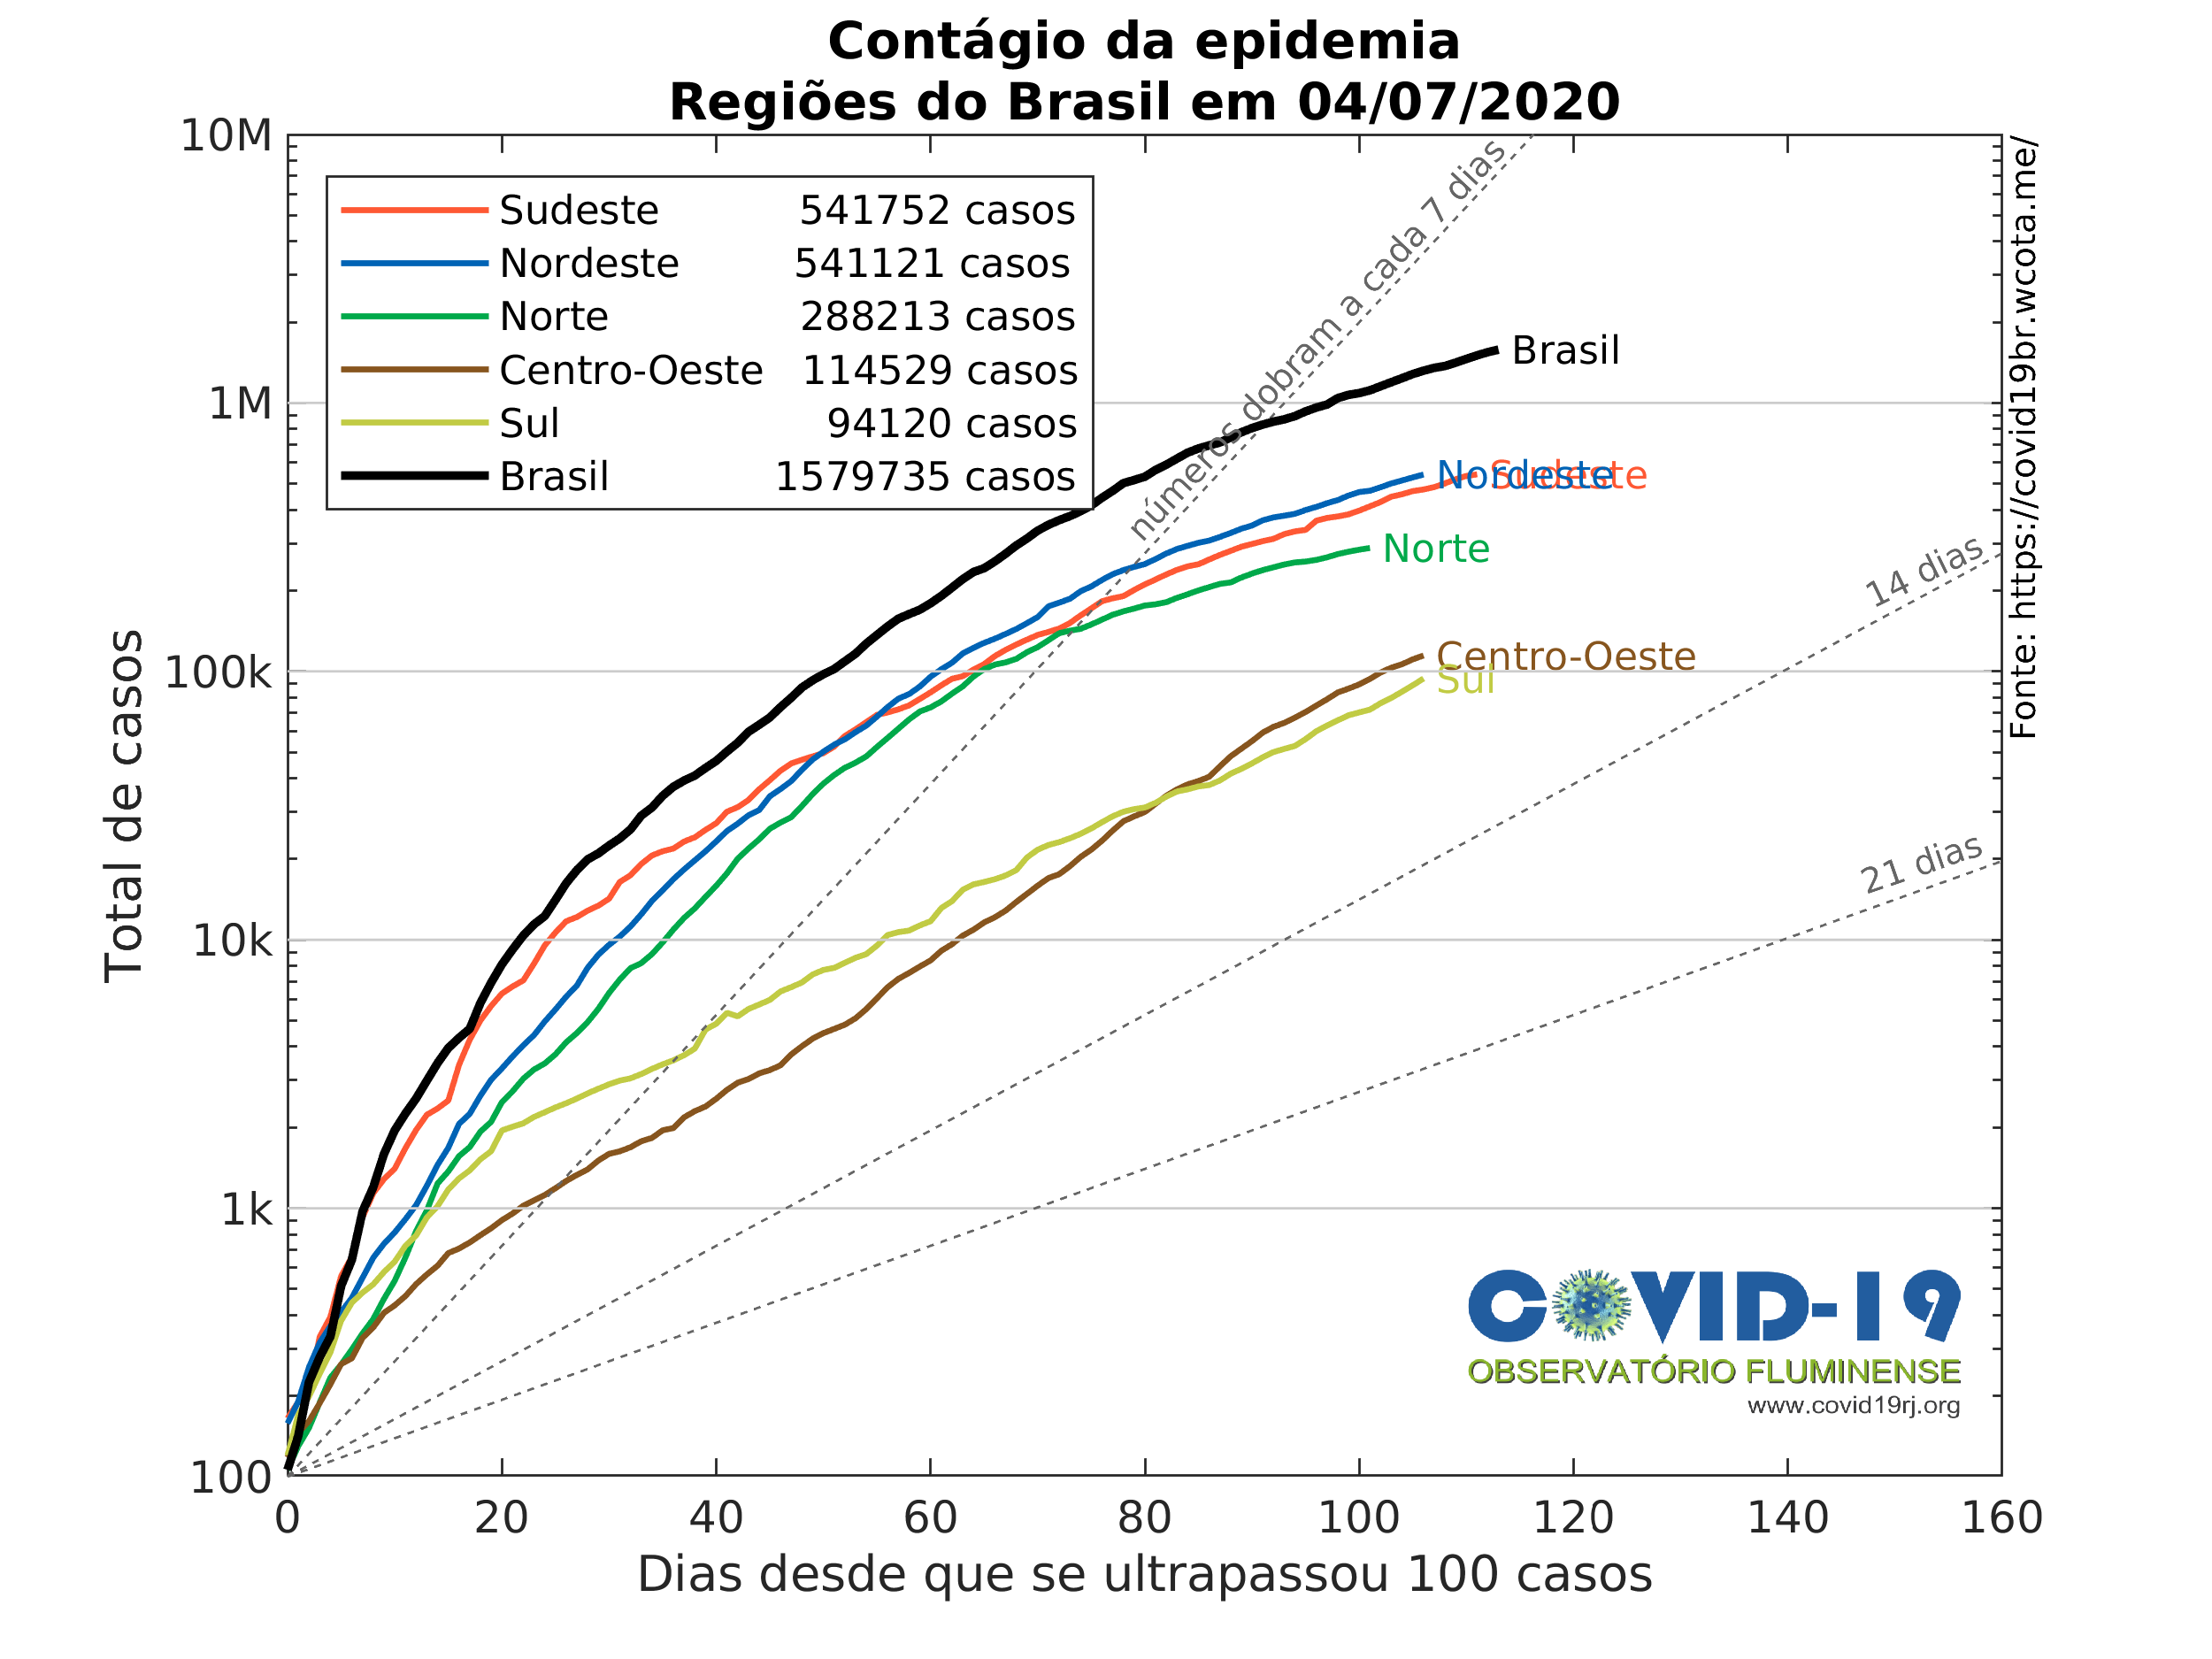 Contágio da epidemia
Regiões do Brasil em 04/07/2020
10M
1M
100k
10k
1k
100
Total de casos
Sudeste 541752 casos
Nordeste 541121 casos
Norte 288213 casos
Centro-Oeste 114529 casos
Sul 94120 casos
Brasil 1579735 casos
números dobram a cada 7 dias
14 dias
21 dias
Brasil
Nordeste
Sudeste
Norte
Centro-Oeste
Sul
Fonte: https://covid19br.wcota.me/
COVID-19
OBSERVATÓRIO FLUMINENSE
www.covid19rj.org
0 20 40 60 80 100 120 140 160
Dias desde que se ultrapassou 100 casos